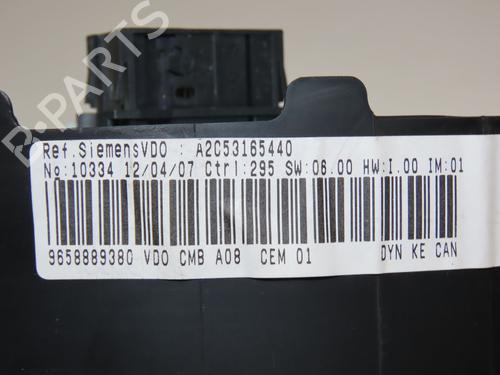 B-PARTS
Ref.SiemensVDO : A2C53165440
No:10334 12/04/07 Ctrl:295 SW:06.00 HW:I.00 IM:01
9658889380 VDO CMB A08 CEM 01 DYN KE CAN